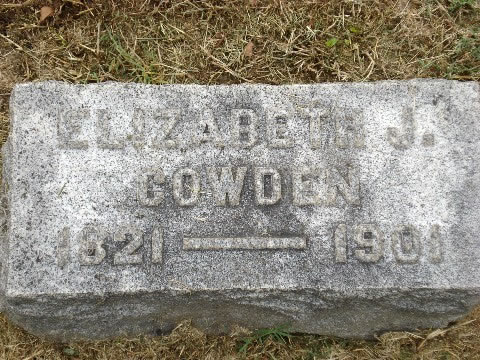 ELIZABETH J.
COWDEN
1821 — 1901